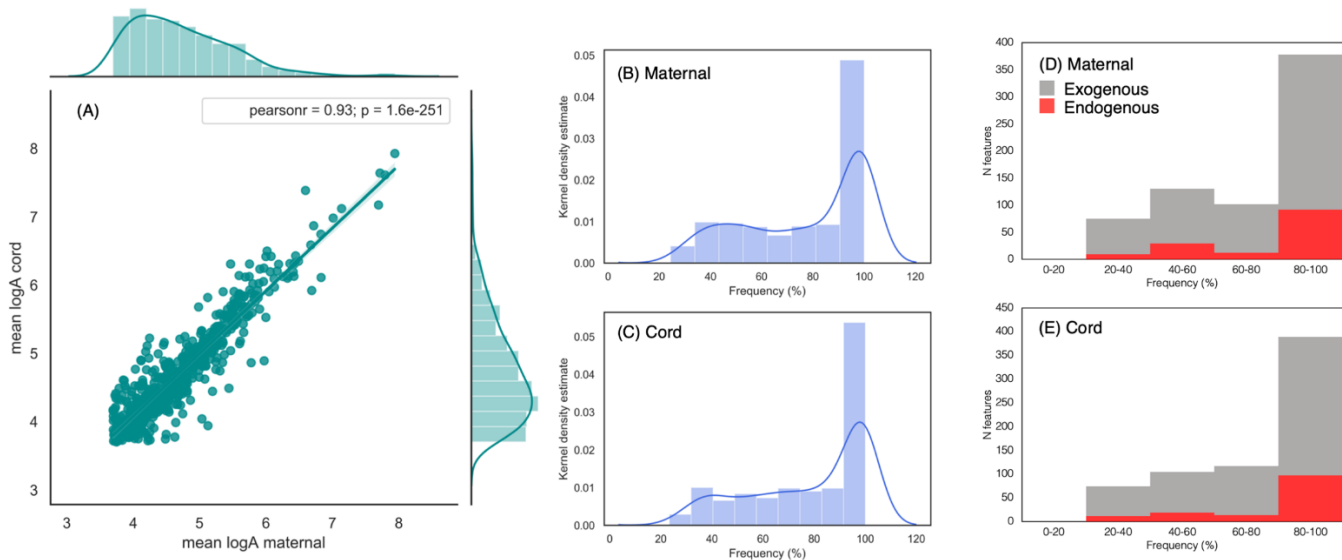 (A)
pearsonr = 0.93; p = 1.6e-251
mean logA cord
8
7
6
5
4
3
3 4 5 6 7 8
mean logA maternal
(B) Maternal
Kernel density estimate
0.05
0.04
0.03
0.02
0.01
0.00
0 20 40 60 80 100 120
Frequency (%)
(C) Cord
Kernel density estimate
0.05
0.04
0.03
0.02
0.01
0.00
0 20 40 60 80 100 120
Frequency (%)
(D) Maternal
Exogenous
Endogenous
N features
400
350
300
250
200
150
100
50
0
0-20 20-40 40-60 60-80 80-100
Frequency (%)
(E) Cord
N features
450
400
350
300
250
200
150
100
50
0
0-20 20-40 40-60 60-80 80-100
Frequency (%)